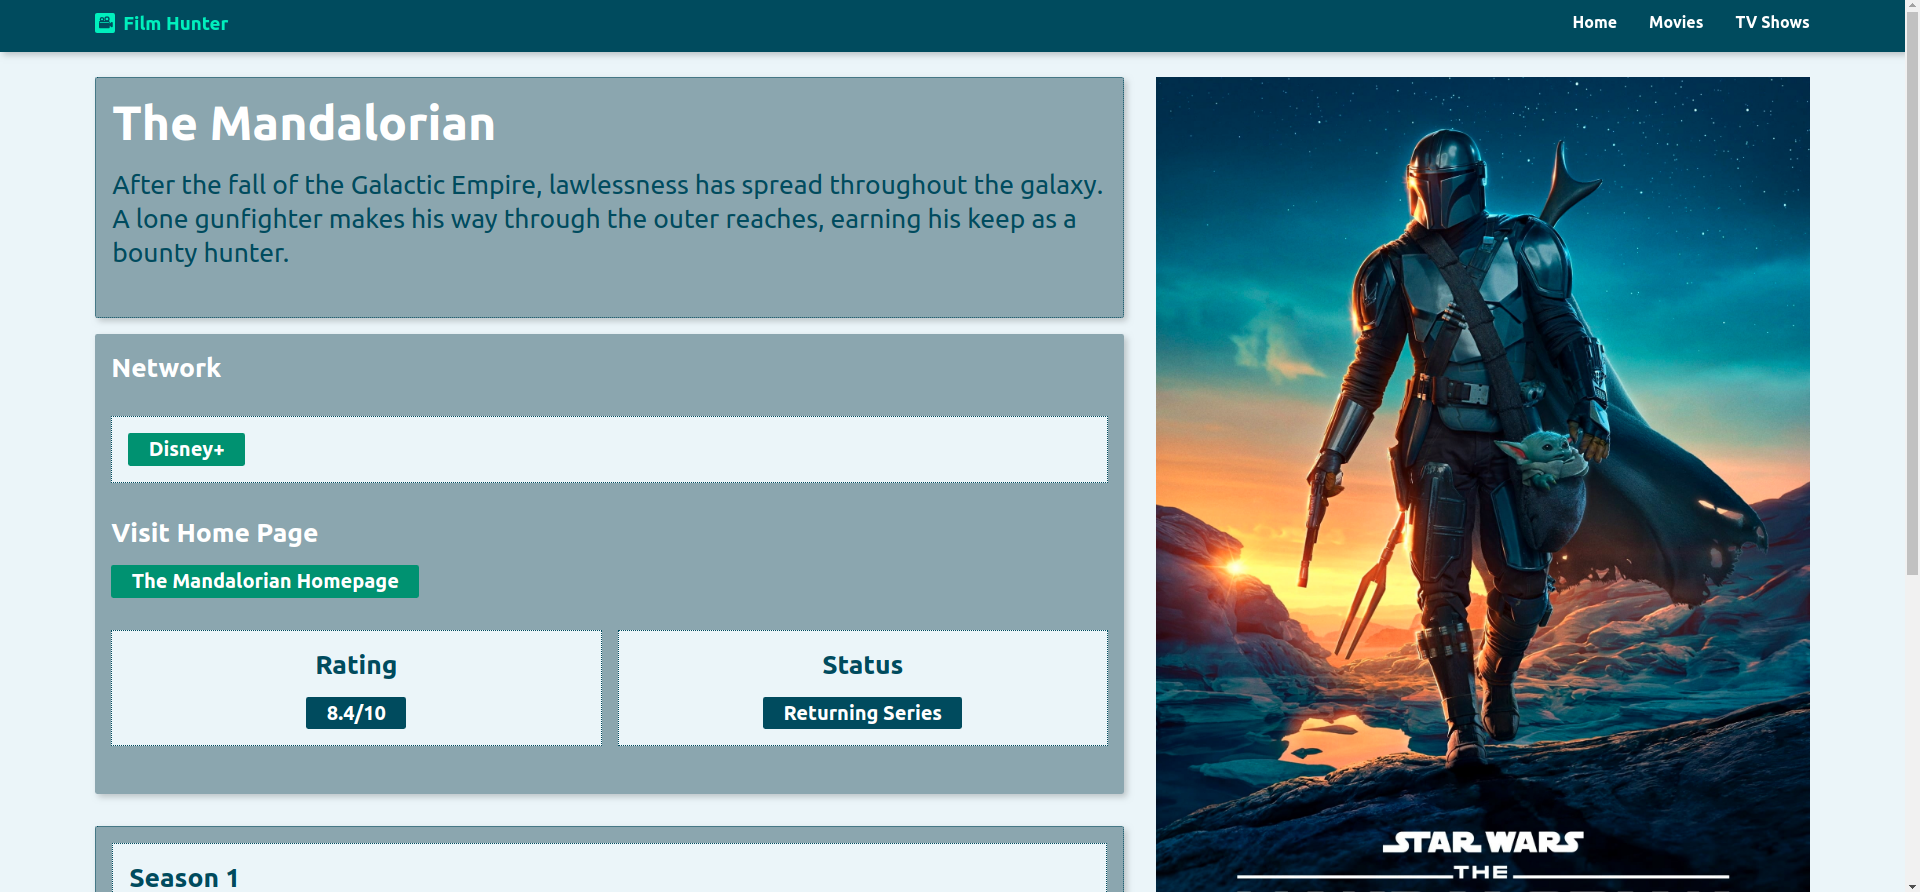 Film Hunter
Home
Movies
TV Shows
The Mandalorian
After the fall of the Galactic Empire, lawlessness has spread throughout the galaxy.
A lone gunfighter makes his way through the outer reaches, earning his keep as a
bounty hunter.
Network
Disney+
Visit Home Page
The Mandalorian Homepage
Rating
Status
8.4/10
Returning Series
Season 1
STAR WARS
THE